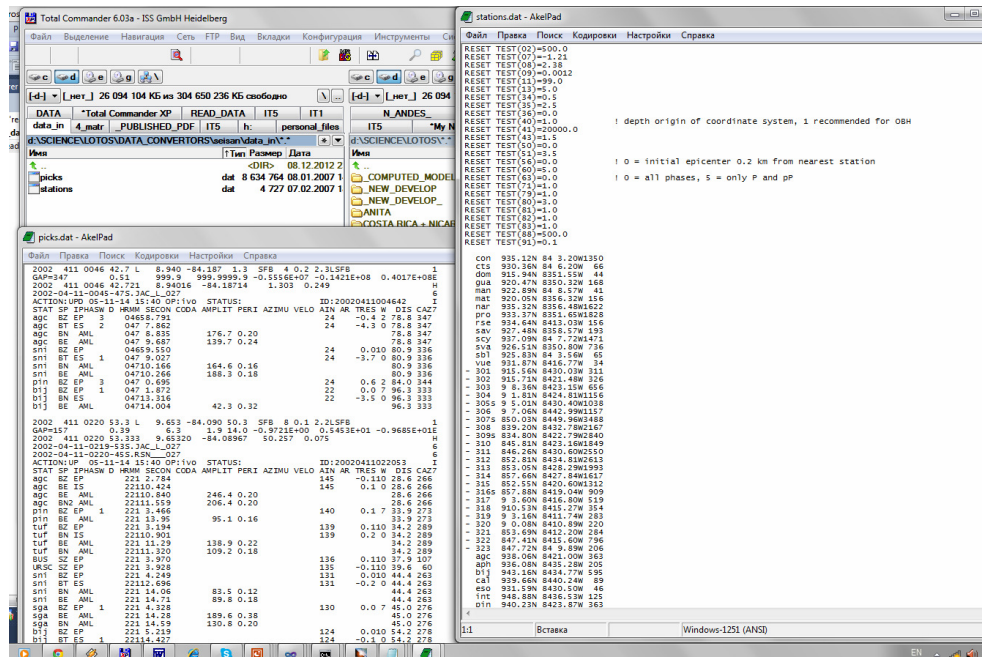 Total Commander 6.03a - ISS GmbH Heidelberg
Файл Выделение Навигация Сеть FTP Вид Вкладки Конфигурация Инструменты
c d e g \
[-d-] [_нет_] 26 094 104 КБ из 304 650 236 КБ свободно \ ..
DATA *Total Commander XP READ_DATA IT5 IT1
data_in 4_matr _PUBLISHED_PDF IT5 h: personal_files
d:\SCIENCE\LOTOS\DATA_CONVERTORS\seisan\data_in\*.* * ▼
Имя ↑Тип Размер Дата
.. <DIR> 08.12.2012 2
picks dat 8 634 764 08.01.2007 1
stations dat 4 727 07.02.2007 1
c d e g
[-d-] [_нет_] 26 094
N_ANDES_
IT5 *My N
d:\SCIENCE\LOTOS\*.*
Имя
..
_COMPUTED_MODEL
_NEW_DEVELOP
_NEW_DEVELOP_
ANITA
COSTA RICA + NICAR
picks.dat - AkelPad
Файл Правка Поиск Кодировки Настройки Справка
2002 411 0046 42.7 L 8.940 -84.187 1.3 SFB 4 0.2 2.3LSFB 1
GAP=347 0.51 999.9 999.9999.9 -0.5556E+07 -0.1421E+08 0.4017E+08E
2002 411 0046 42.721 8.94016 -84.18714 1.303 0.249 H
2002-04-11-0045-47S.JAC_L_027 6
ACTION:UPD 05-11-14 15:40 OP:ivo STATUS: ID:20020411004642 I
STAT SP IPHASW D HRMM SECON CODA AMPLIT PERI AZIMU VELO AIN AR TRES W DIS CAZ7
agc BZ EP 3 04658.791 24 -0.4 2 78.8 347
agc BT ES 2 047 7.862 24 -4.3 0 78.8 347
agc BN AML 047 8.835 176.7 0.20 78.8 347
agc BE AML 047 9.687 139.7 0.24 78.8 347
sni BZ EP 04659.550 24 0.010 80.9 336
sni BT ES 1 047 9.027 24 -3.7 0 80.9 336
sni BN AML 04710.166 164.6 0.16 80.9 336
sni BE AML 04710.266 188.3 0.18 80.9 336
pin BZ EP 3 047 0.695 24 0.6 2 84.0 344
bij BZ EP 1 047 1.872 22 0.0 7 96.3 333
bij BN ES 04713.316 22 -3.5 0 96.3 333
bij BE AML 04714.004 42.3 0.32 96.3 333
2002 411 0220 53.3 L 9.653 -84.090 50.3 SFB 8 0.1 2.2LSFB 1
GAP=157 0.39 6.3 1.9 14.0 -0.9721E+00 0.5453E+01 -0.9685E+01E
2002 411 0220 53.333 9.65320 -84.08967 50.257 0.075 H
2002-04-11-0219-53S.JAC_L_027 6
2002-04-11-0220-45S.RSN___027 6
ACTION:UP 05-11-14 15:40 OP:ivo STATUS: ID:20020411022053 I
STAT SP IPHASW D HRMM SECON CODA AMPLIT PERI AZIMU VELO AIN AR TRES W DIS CAZ7
agc BZ EP 221 2.784 145 -0.110 28.6 266
agc BE IS 22110.424 145 0.1 0 28.6 266
agc BE AML 22110.840 246.4 0.20 28.6 266
agc BN2 AML 22111.559 206.4 0.20 28.6 266
pin BZ EP 1 221 3.466 140 0.1 7 33.9 273
pin BE AML 221 13.95 95.1 0.16 33.9 273
tuf BZ EP 221 3.194 139 0.110 34.2 289
tuf BN IS 22110.901 139 0.2 0 34.2 289
tuf BE AML 221 11.29 138.9 0.22 34.2 289
tuf BN AML 22111.320 109.2 0.18 34.2 289
BUS SZ EP 221 3.970 136 0.110 37.9 107
URSC SZ EP 221 3.928 135 -0.110 39.6 60
sni BZ EP 221 4.249 131 0.010 44.4 263
sni BT ES 22112.696 131 -0.2 0 44.4 263
sni BN AML 221 14.06 83.5 0.12 44.4 263
sni BE AML 221 14.71 89.8 0.18 44.4 263
sga BZ EP 1 221 4.328 130 0.0 7 45.0 276
sga BE AML 221 14.28 189.6 0.38 45.0 276
sga BN AML 221 14.59 130.8 0.20 45.0 276
bij BZ EP 221 5.219 124 0.010 54.2 278
bij BT ES 1 22114.427 124 -0.1 0 54.2 278
stations.dat - AkelPad
Файл Правка Поиск Кодировки Настройки Справка
RESET TEST(02)=500.0
RESET TEST(07)=-1.21
RESET TEST(08)=2.38
RESET TEST(09)=0.0012
RESET TEST(11)=99.0
RESET TEST(13)=5.0
RESET TEST(34)=0.5
RESET TEST(35)=2.5
RESET TEST(36)=0.0
RESET TEST(40)=1.0 ! depth origin of coordinate system, 1 recommended for OBH
RESET TEST(41)=20000.0
RESET TEST(43)=1.5
RESET TEST(50)=0.0
RESET TEST(51)=3.5
RESET TEST(56)=0.0 ! 0 = initial epicenter 0.2 km from nearest station
RESET TEST(60)=5.0
RESET TEST(63)=0.0 ! 0 = all phases, 5 = only P and pP
RESET TEST(71)=1.0
RESET TEST(79)=1.0
RESET TEST(80)=3.0
RESET TEST(81)=1.0
RESET TEST(82)=1.0
RESET TEST(83)=1.0
RESET TEST(88)=500.0
RESET TEST(91)=0.1
con 935.12N 84 3.20W1350
cts 930.36N 84 6.20W 66
dom 915.94N 8351.55W 44
gua 920.47N 8350.32W 168
man 922.89N 84 8.57W 41
mat 920.05N 8356.32W 156
nar 935.32N 8356.48W1622
pro 933.37N 8351.65W1828
rse 934.64N 8413.03W 156
sav 927.48N 8358.57W 193
scy 937.09N 84 7.72W1471
sva 926.51N 8350.80W 736
sbl 925.83N 84 3.56W 65
vue 931.87N 8416.77W 34
- 301 915.56N 8430.03W 311
- 302 915.71N 8421.48W 326
- 303 9 8.36N 8423.15W 656
- 304 9 1.81N 8424.81W1156
- 305s 9 5.01N 8430.40W1038
- 306 9 7.06N 8442.99W1157
- 307s 850.03N 8449.96W3488
- 308 839.20N 8432.78W2167
- 309s 834.80N 8422.79W2840
- 310 845.81N 8423.16W1849
- 311 846.26N 8430.60W2550
- 312 852.81N 8434.81W2613
- 313 853.05N 8428.29W1993
- 314 857.66N 8427.84W1617
- 315 852.55N 8420.60W1312
- 316s 857.88N 8419.04W 909
- 317 9 3.60N 8416.80W 519
- 318 910.53N 8415.27W 354
- 319 9 3.16N 8411.74W 283
- 320 9 0.08N 8410.89W 220
- 321 853.69N 8412.20W 284
- 322 847.41N 8415.60W 796
- 323 847.72N 84 9.89W 206
agc 938.06N 8421.00W 363
aph 936.08N 8435.28W 205
bij 943.16N 8434.77W 595
cal 939.66N 8440.24W 89
eso 931.59N 8430.50W 46
int 948.88N 8436.53W 125
pin 940.23N 8423.87W 363
1:1 Вставка Windows-1251 (ANSI)
EN